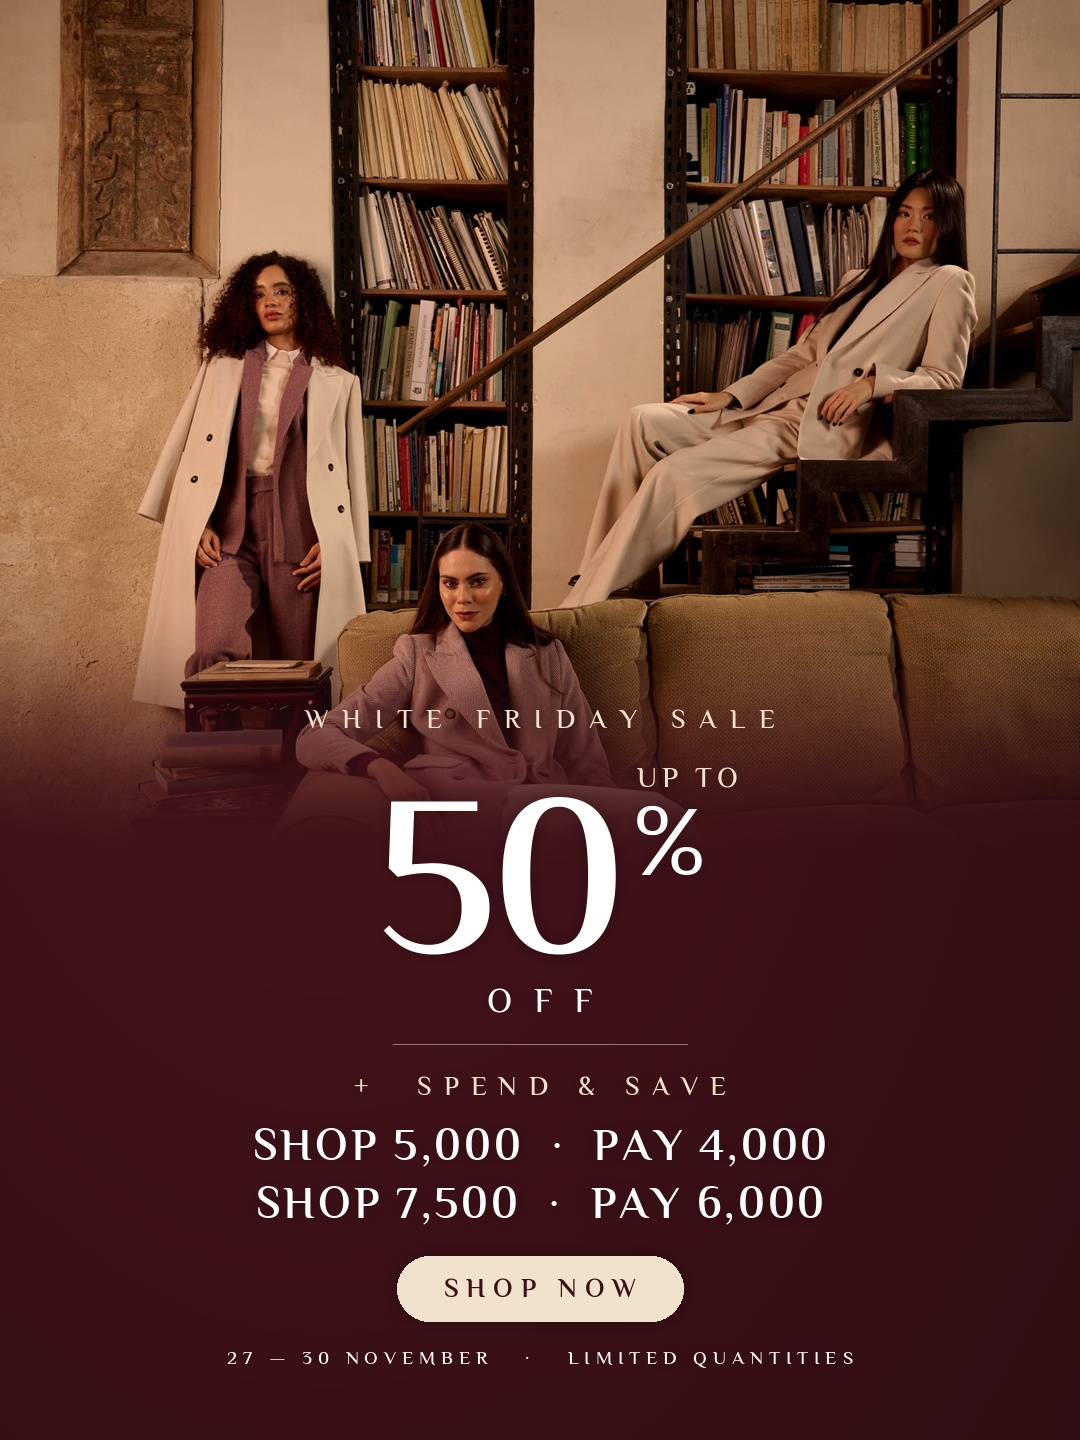 WHITE FRIDAY SALE
UP TO
50%
OFF
+ SPEND & SAVE
SHOP 5,000 · PAY 4,000
SHOP 7,500 · PAY 6,000
SHOP NOW
27 — 30 NOVEMBER · LIMITED QUANTITIES